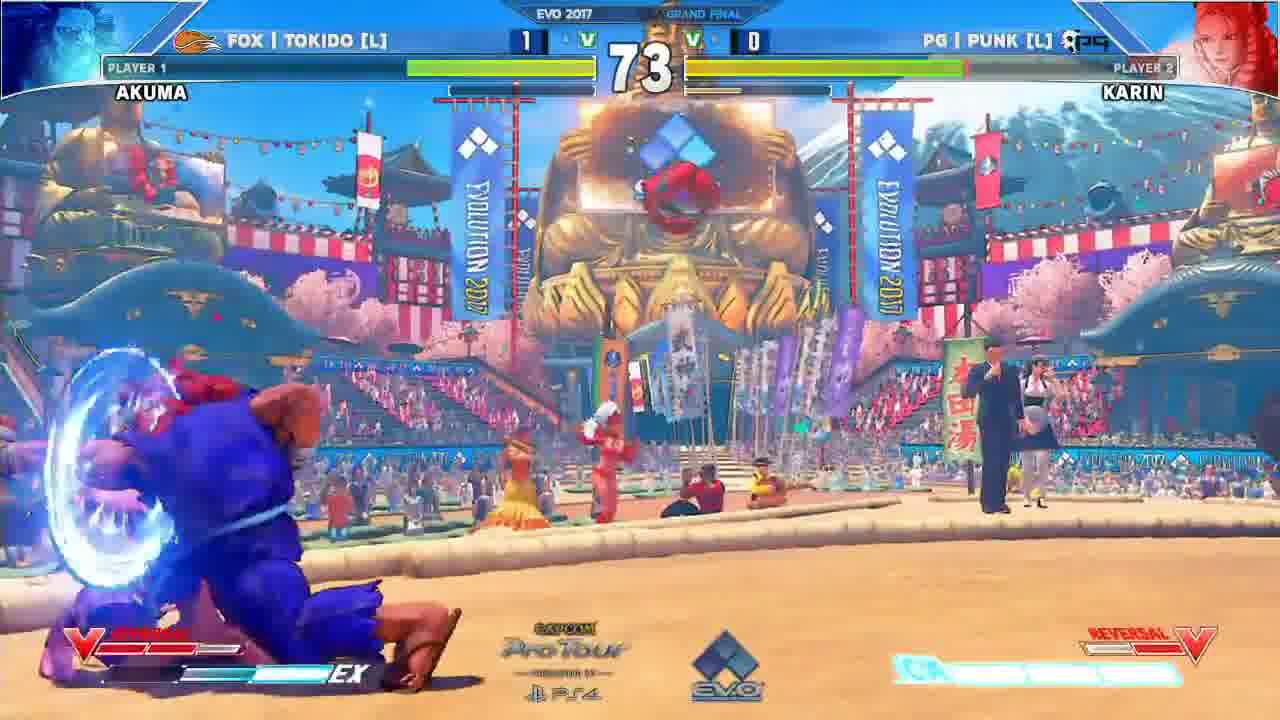 EVO 2017
GRAND FINAL
FOX | TOKIDO [L]
1
V
73
V
0
PG | PUNK [L]
PLAYER 1
PLAYER 2
AKUMA
KARIN
EVOLUTION 2017
EVOLUTION 2017
V
EX
REVERSAL
V
CAPCOM
Pro Tour
PS4
EVO